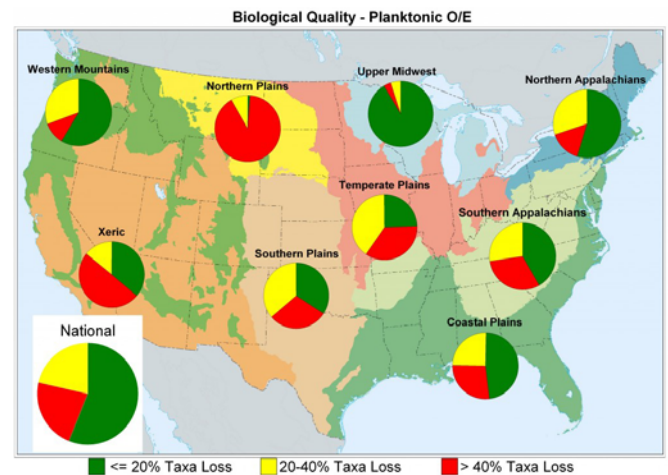 Biological Quality - Planktonic O/E
Western Mountains
Northern Plains
Upper Midwest
Northern Appalachians
Temperate Plains
Southern Appalachians
Xeric
Southern Plains
Coastal Plains
National
<= 20% Taxa Loss
20-40% Taxa Loss
> 40% Taxa Loss